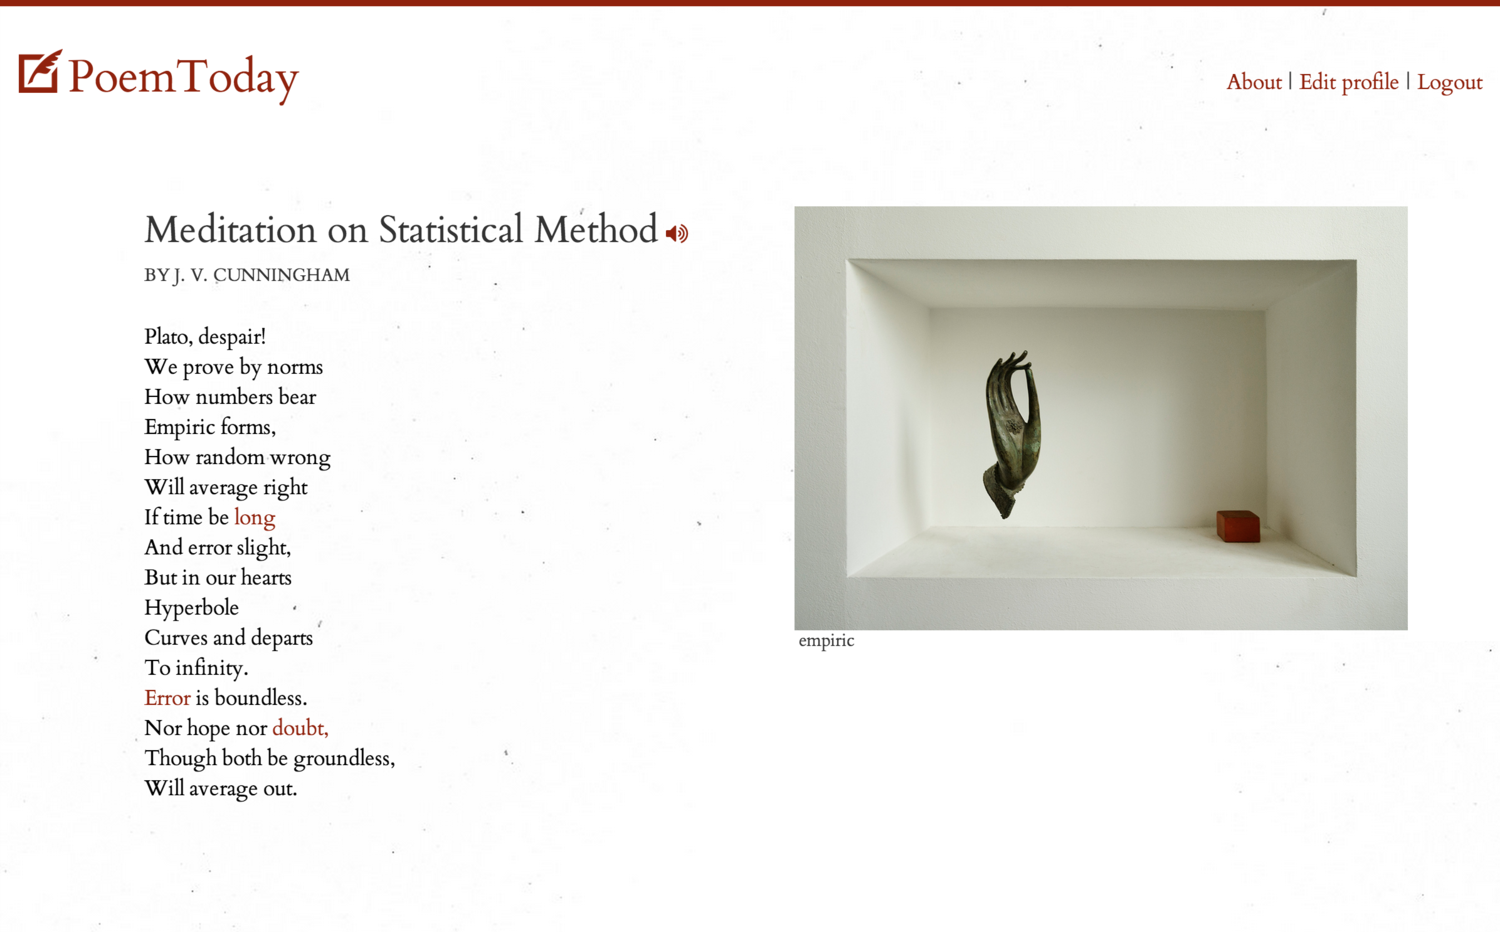 PoemToday
About | Edit profile | Logout
Meditation on Statistical Method
BY J. V. CUNNINGHAM
Plato, despair!
We prove by norms
How numbers bear
Empiric forms,
How random wrong
Will average right
If time be long
And error slight,
But in our hearts
Hyperbole
Curves and departs
To infinity.
Error is boundless.
Nor hope nor doubt,
Though both be groundless,
Will average out.
empiric